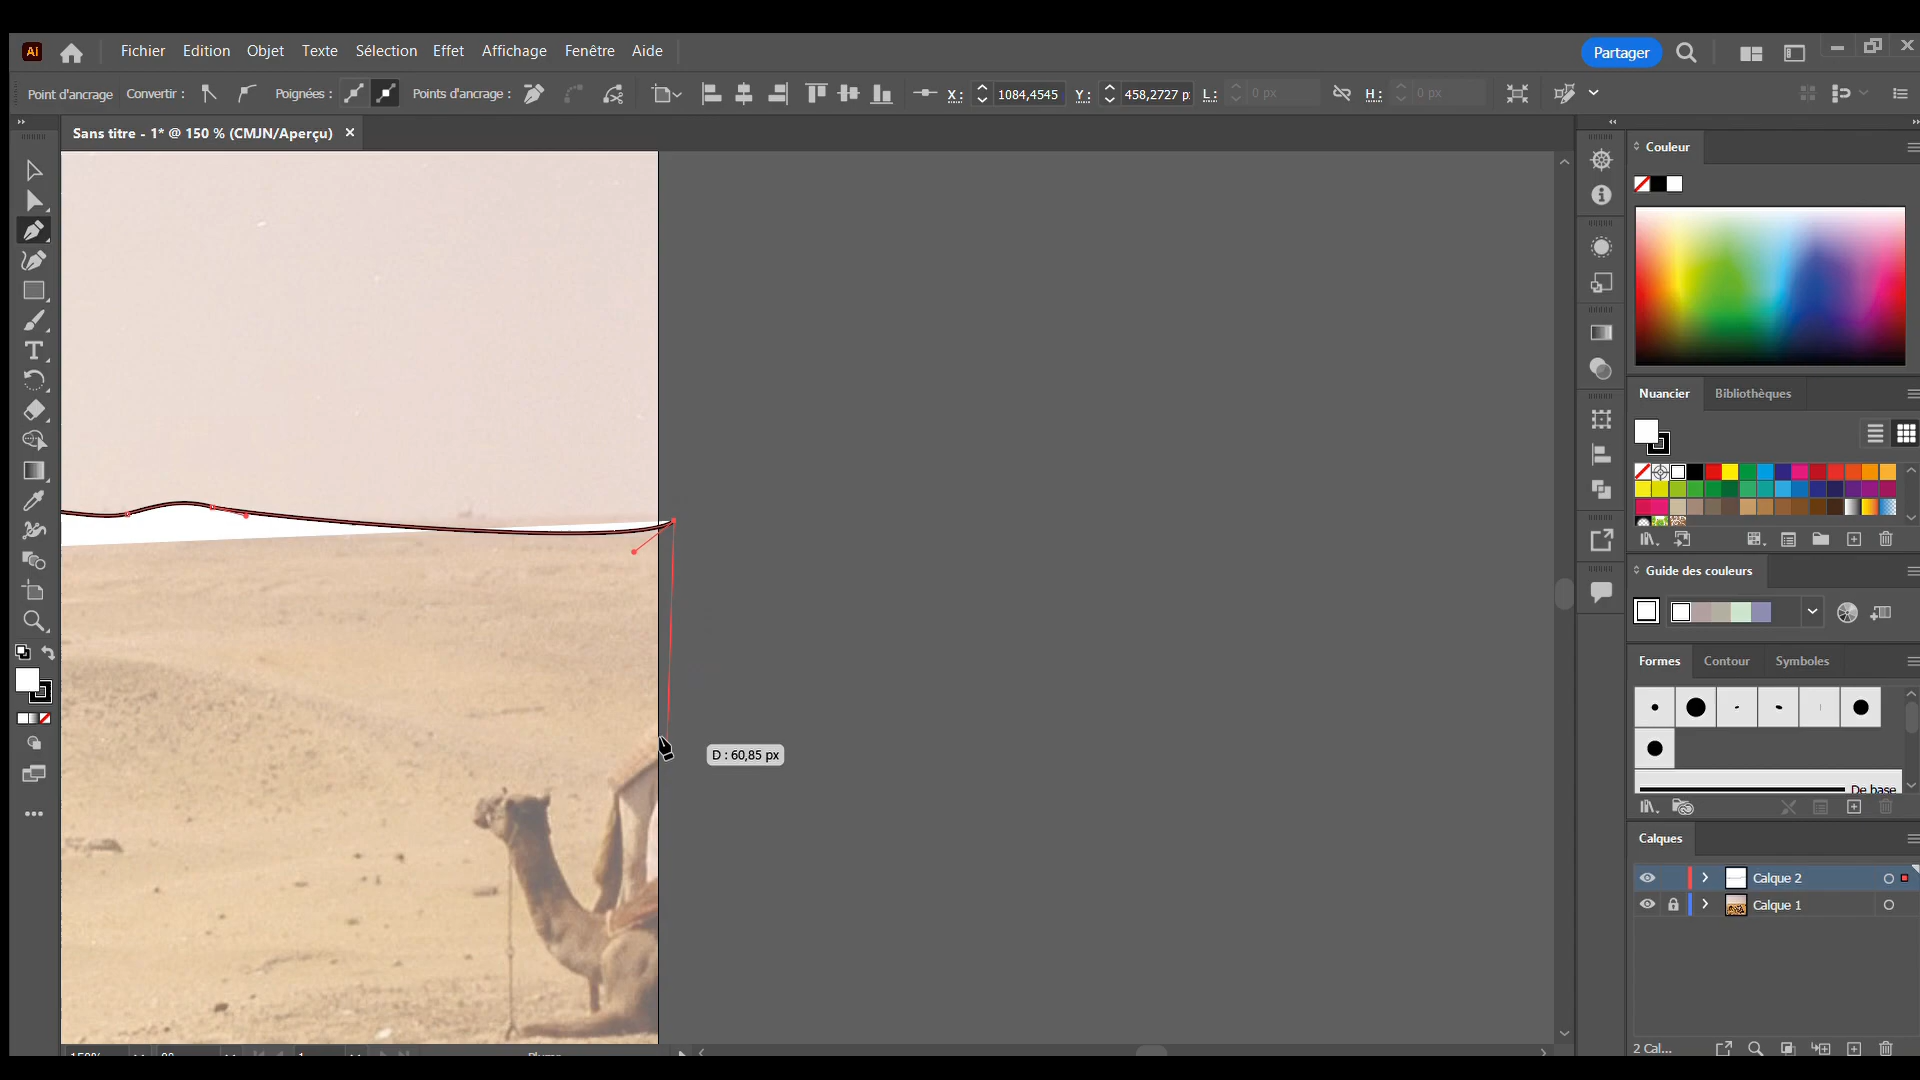 Ai
Fichier Edition Objet Texte Sélection Effet Affichage Fenêtre Aide
Partager
Point d'ancrage Convertir : Poignées : Points d'ancrage : X : 1084,4545 Y : 458,2727 p L : 0 px H : 0 px
Sans titre - 1* @ 150 % (CMJN/Aperçu)
Couleur
Nuancier Bibliothèques
Guide des couleurs
Formes Contour Symboles
D : 60,85 px
De base
Calques
Calque 2
Calque 1
2 Cal...